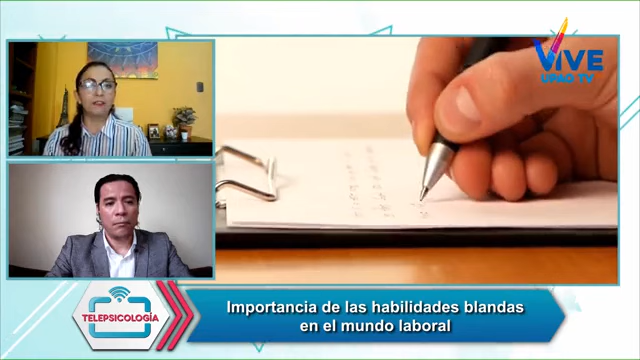 VIVE
UPAO TV
TELEPSICOLOGÍA
Importancia de las habilidades blandas
en el mundo laboral